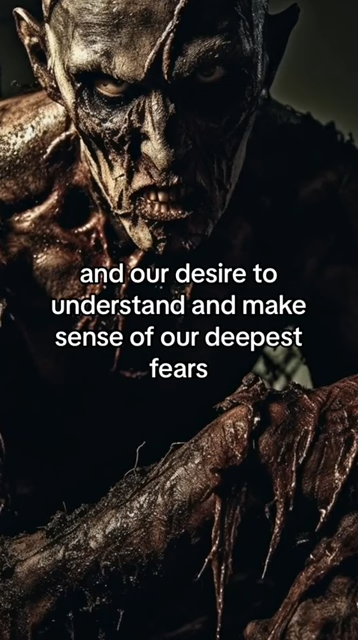 and our desire to
understand and make
sense of our deepest
fears